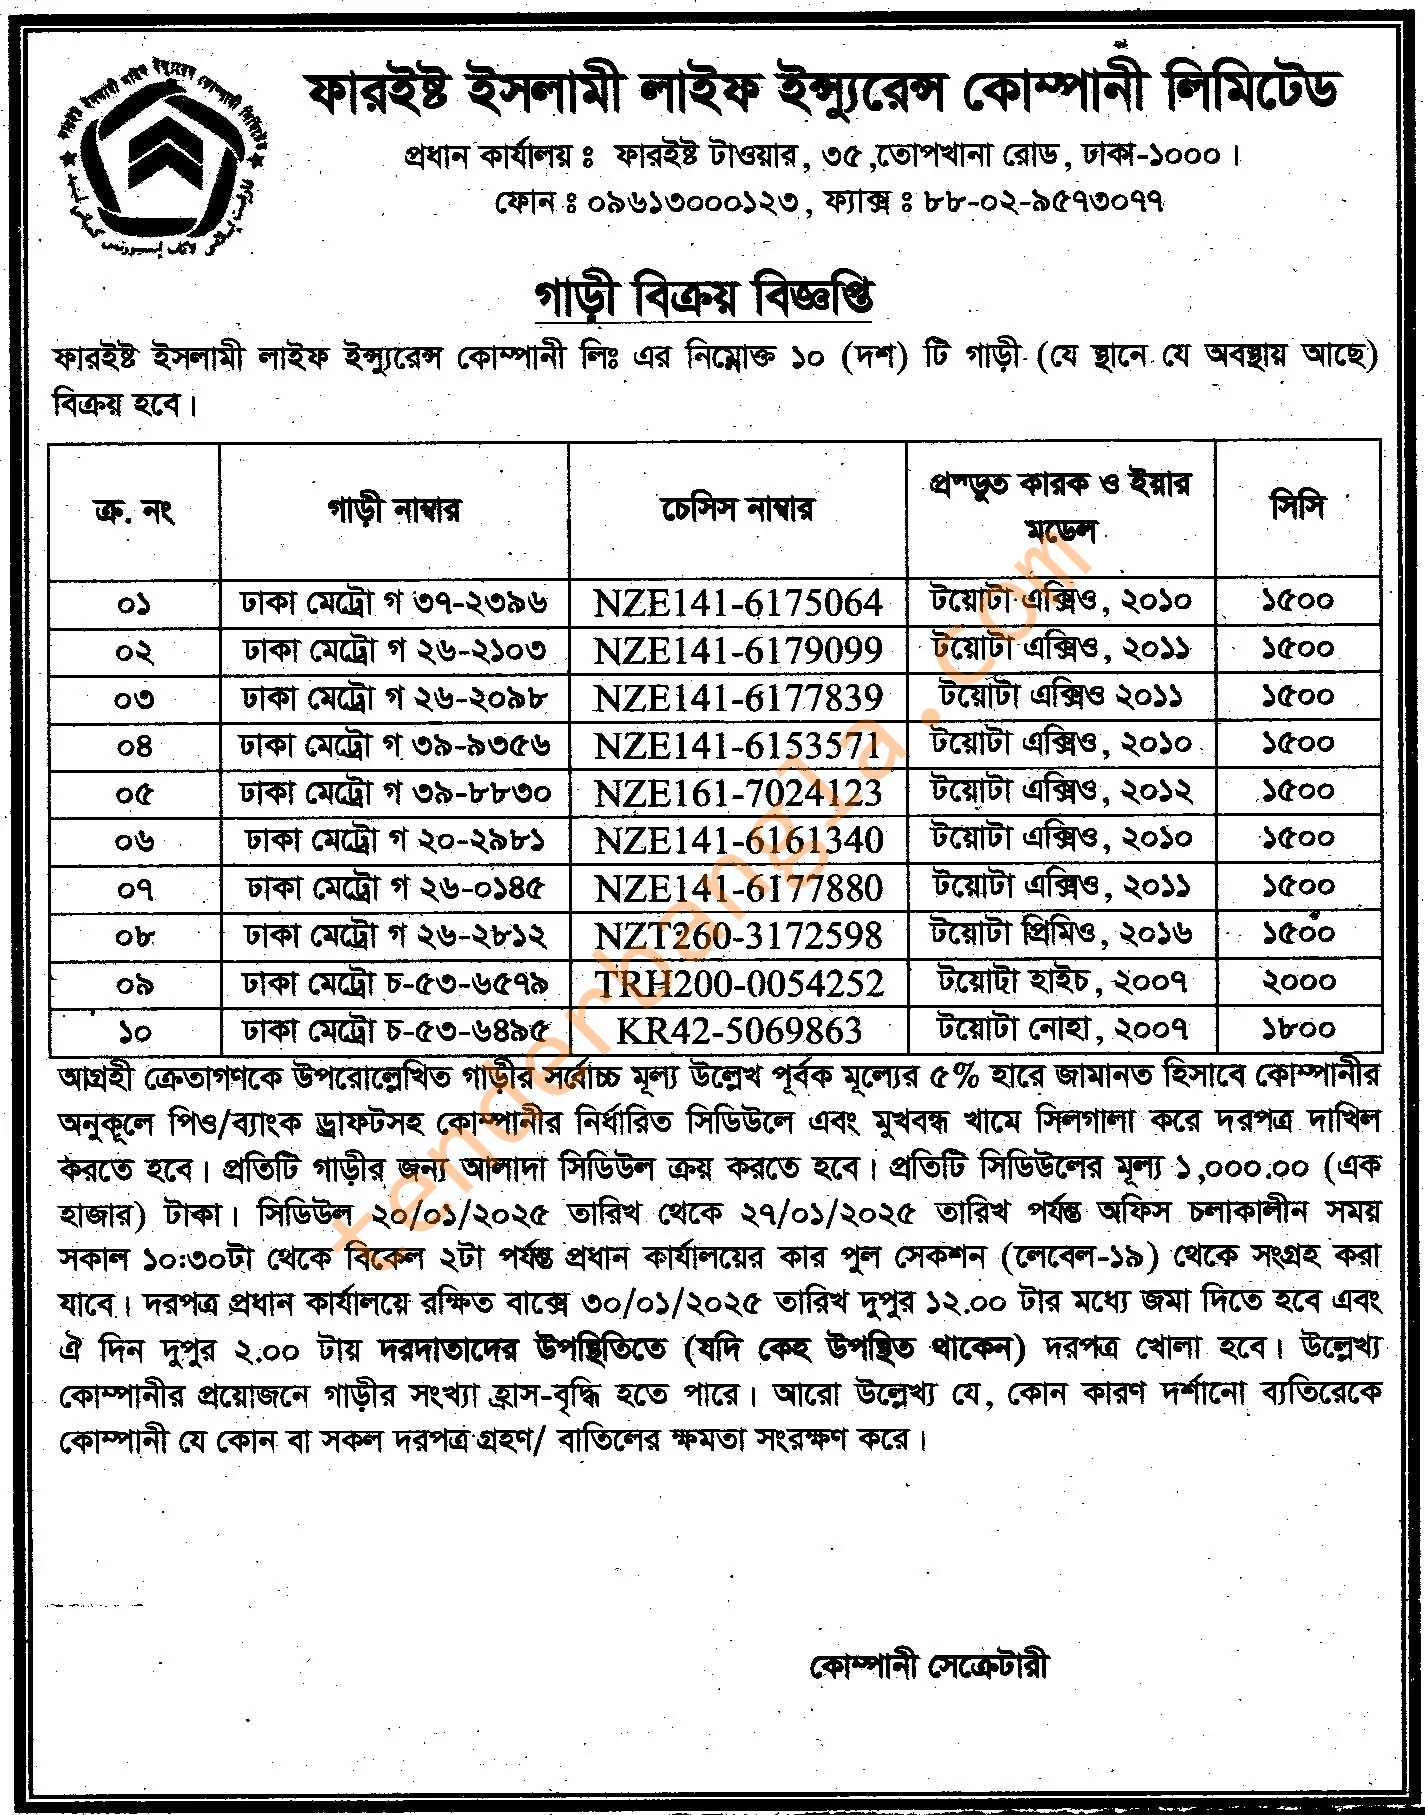 ফারইষ্ট ইসলামী লাইফ ইন্স্যুরেন্স কোম্পানী লিমিটেড
প্রধান কার্যালয় ঃ ফারইষ্ট টাওয়ার, ৩৫,তোপখানা রোড, ঢাকা-১০০০।
ফোন ঃ ০৯৬১৩০০০১২৩, ফ্যাক্স ঃ ৮৮-০২-৯৫৭৩০৭৭
গাড়ী বিক্রয় বিজ্ঞপ্তি
ফারইষ্ট ইসলামী লাইফ ইন্স্যুরেন্স কোম্পানী লিঃ এর নিম্নোক্ত ১০ (দশ) টি গাড়ী (যে স্থানে যে অবস্থায় আছে)
বিক্রয় হবে।
ক্র. নং গাড়ী নাম্বার চেসিস নাম্বার প্রস্ত্তুত কারক ও ইয়ার মডেল সিসি
০১ ঢাকা মেট্রো গ ৩৭-২৩৯৬ NZE141-6175064 টয়োটা এক্সিও, ২০১০ ১৫০০
০২ ঢাকা মেট্রো গ ২৬-২১০৩ NZE141-6179099 টয়োটা এক্সিও, ২০১১ ১৫০০
০৩ ঢাকা মেট্রো গ ২৬-২০৯৮ NZE141-6177839 টয়োটা এক্সিও ২০১১ ১৫০০
০৪ ঢাকা মেট্রো গ ৩৯-৯৩৫৬ NZE141-6153571 টয়োটা এক্সিও, ২০১০ ১৫০০
০৫ ঢাকা মেট্রো গ ৩৯-৮৮৩০ NZE161-7024123 টয়োটা এক্সিও, ২০১২ ১৫০০
০৬ ঢাকা মেট্রো গ ২০-২৯৮১ NZE141-6161340 টয়োটা এক্সিও, ২০১০ ১৫০০
০৭ ঢাকা মেট্রো গ ২৬-০১৪৫ NZE141-6177880 টয়োটা এক্সিও, ২০১১ ১৫০০
০৮ ঢাকা মেট্রো গ ২৬-২৮১২ NZT260-3172598 টয়োটা প্রিমিও, ২০১৬ ১৫০০
০৯ ঢাকা মেট্রো চ-৫৩-৬৫৭৯ TRH200-0054252 টয়োটা হাইচ, ২০০৭ ২০০০
১০ ঢাকা মেট্রো চ-৫৩-৬৪৯৫ KR42-5069863 টয়োটা নোহা, ২০০৭ ১৮০০
আগ্রহী ক্রেতাগণকে উপরোল্লেখিত গাড়ীর সর্বোচ্চ মূল্য উল্লেখ পূর্বক মূল্যের ৫% হারে জামানত হিসাবে কোম্পানীর
অনুকূলে পিও/ব্যাংক ড্রাফটসহ কোম্পানীর নির্ধারিত সিডিউলে এবং মুখবন্ধ খামে সিলগালা করে দরপত্র দাখিল
করতে হবে। প্রতিটি গাড়ীর জন্য আলাদা সিডিউল ক্রয় করতে হবে। প্রতিটি সিডিউলের মূল্য ১,০০০.০০ (এক
হাজার) টাকা। সিডিউল ২০/০১/২০২৫ তারিখ থেকে ২৭/০১/২০২৫ তারিখ পর্যন্ত অফিস চলাকালীন সময়
সকাল ১০:৩০টা থেকে বিকেল ২টা পর্যন্ত প্রধান কার্যালয়ের কার পুল সেকশন (লেবেল-১৯) থেকে সংগ্রহ করা
যাবে। দরপত্র প্রধান কার্যালয়ে রক্ষিত বাক্সে ৩০/০১/২০২৫ তারিখ দুপুর ১২.০০ টার মধ্যে জমা দিতে হবে এবং
ঐ দিন দুপুর ২.০০ টায় দরদাতাদের উপস্থিতিতে (যদি কেহ উপস্থিত থাকেন) দরপত্র খোলা হবে। উল্লেখ্য
কোম্পানীর প্রয়োজনে গাড়ীর সংখ্যা হ্রাস-বৃদ্ধি হতে পারে। আরো উল্লেখ্য যে, কোন কারণ দর্শানো ব্যতিরেকে
কোম্পানী যে কোন বা সকল দরপত্র গ্রহণ/ বাতিলের ক্ষমতা সংরক্ষণ করে।
কোম্পানী সেক্রেটারী
tenderbangla.com